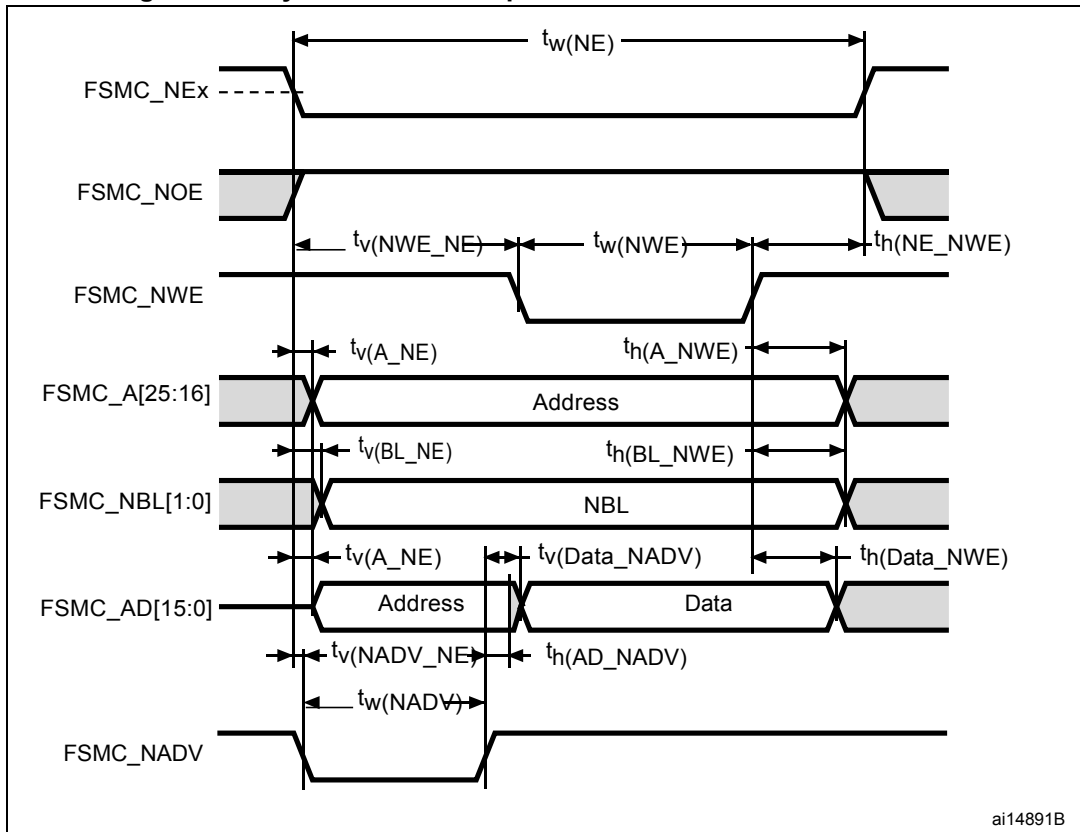 tw(NE)
FSMC_NEx
FSMC_NOE
tv(NWE_NE)
tw(NWE)
th(NE_NWE)
FSMC_NWE
tv(A_NE)
th(A_NWE)
FSMC_A[25:16]
Address
tv(BL_NE)
th(BL_NWE)
FSMC_NBL[1:0]
NBL
tv(A_NE)
tv(Data_NADV)
th(Data_NWE)
FSMC_AD[15:0]
Address
Data
tv(NADV_NE)
th(AD_NADV)
tw(NADV)
FSMC_NADV
ai14891B